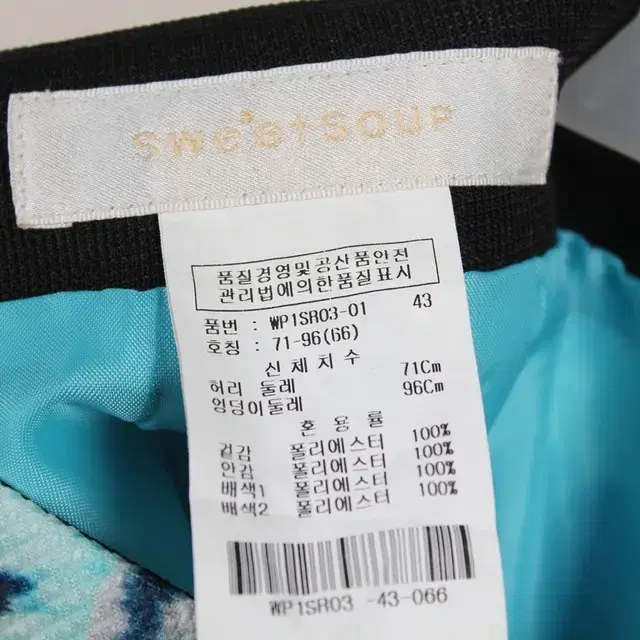 sweetSOUP
품질경영및공산품안전
관리법에의한품질표시
품번 : WP1SR03-01 43
호칭 : 71-96(66)
신체치수
허리 둘레 71Cm
엉덩이둘레 96Cm
혼용률
겉감 폴리에스터 100%
안감 폴리에스터 100%
배색1 폴리에스터 100%
배색2 폴리에스터 100%
WP1SR03 -43-066